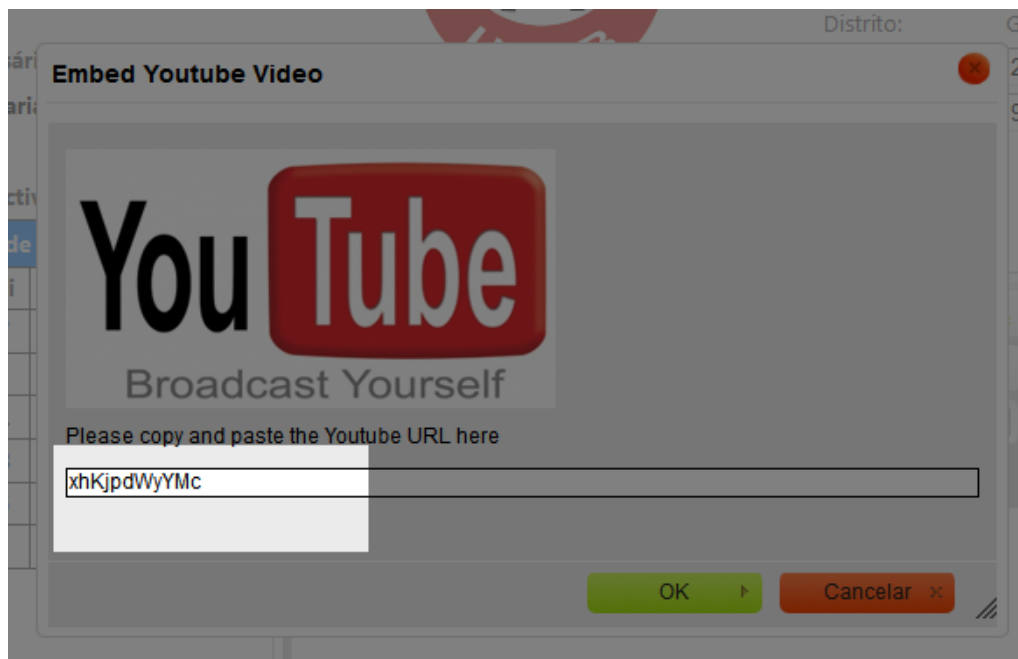 Distrito:
Embed Youtube Video
You Tube
Broadcast Yourself
Please copy and paste the Youtube URL here
xhKjpdWyYMc
OK
Cancelar